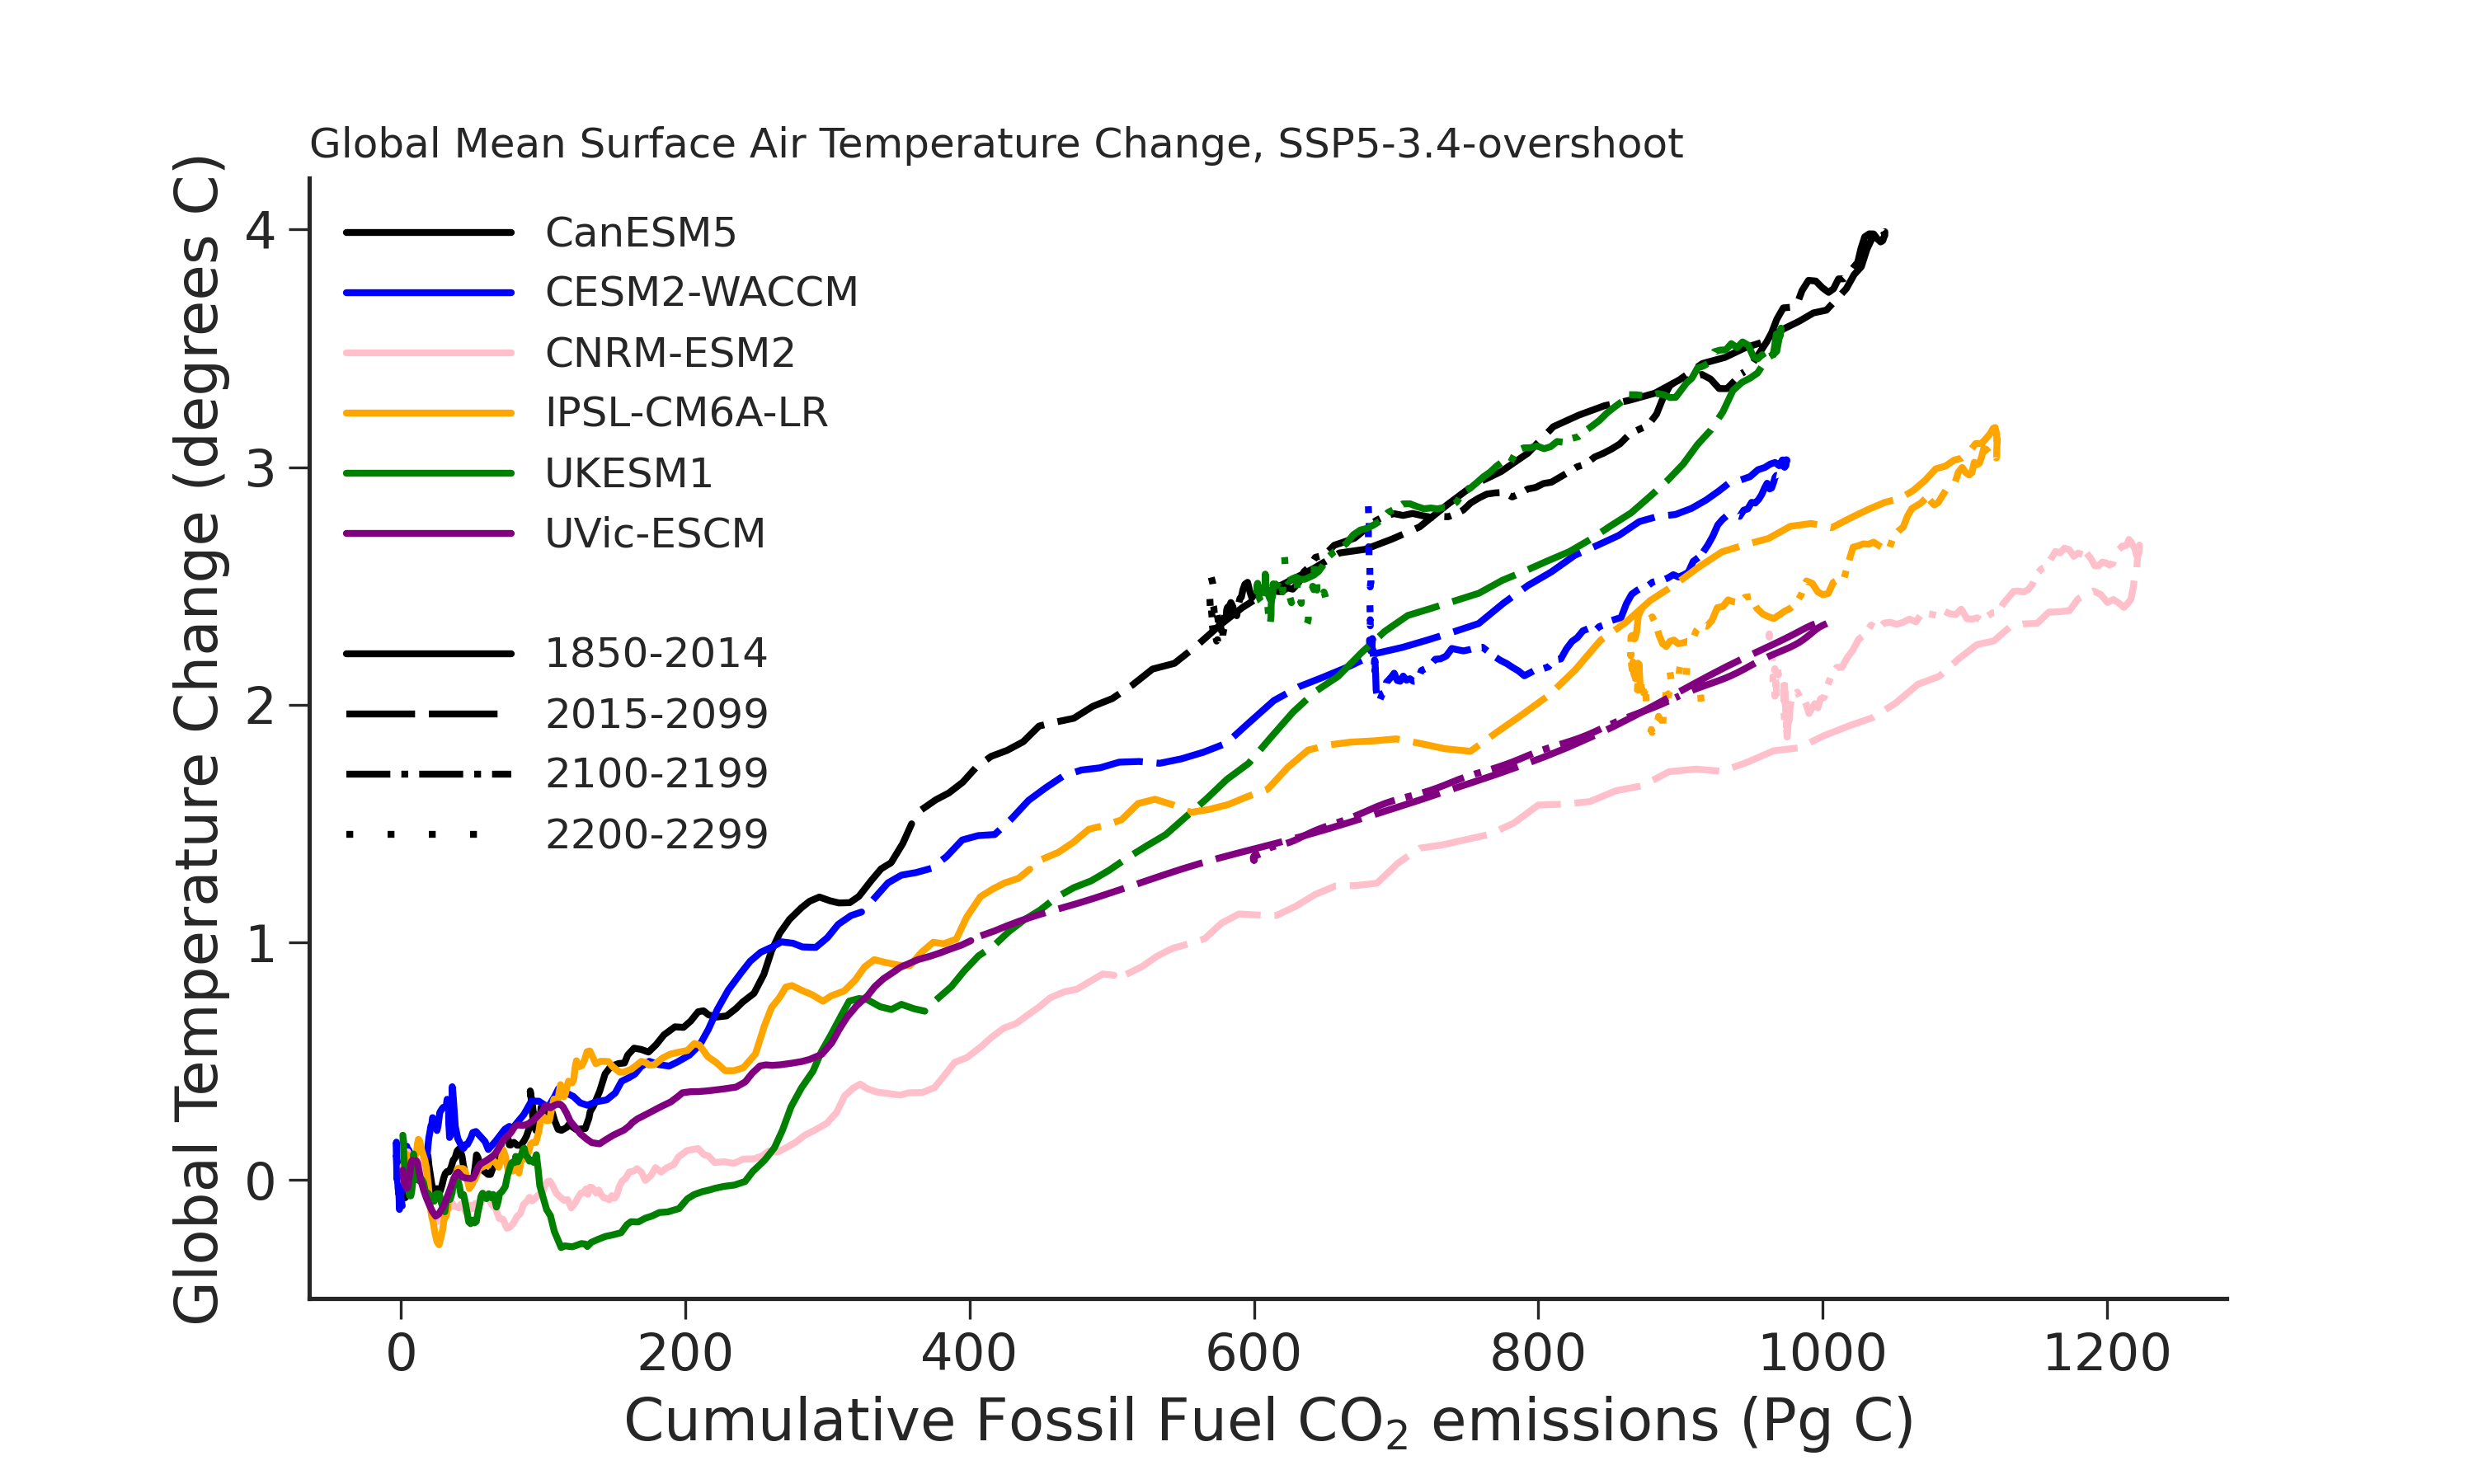 Global Mean Surface Air Temperature Change, SSP5-3.4-overshoot
Global Temperature Change (degrees C)
4
3
2
1
0
CanESM5
CESM2-WACCM
CNRM-ESM2
IPSL-CM6A-LR
UKESM1
UVic-ESCM
1850-2014
2015-2099
2100-2199
2200-2299
0 200 400 600 800 1000 1200
Cumulative Fossil Fuel CO₂ emissions (Pg C)